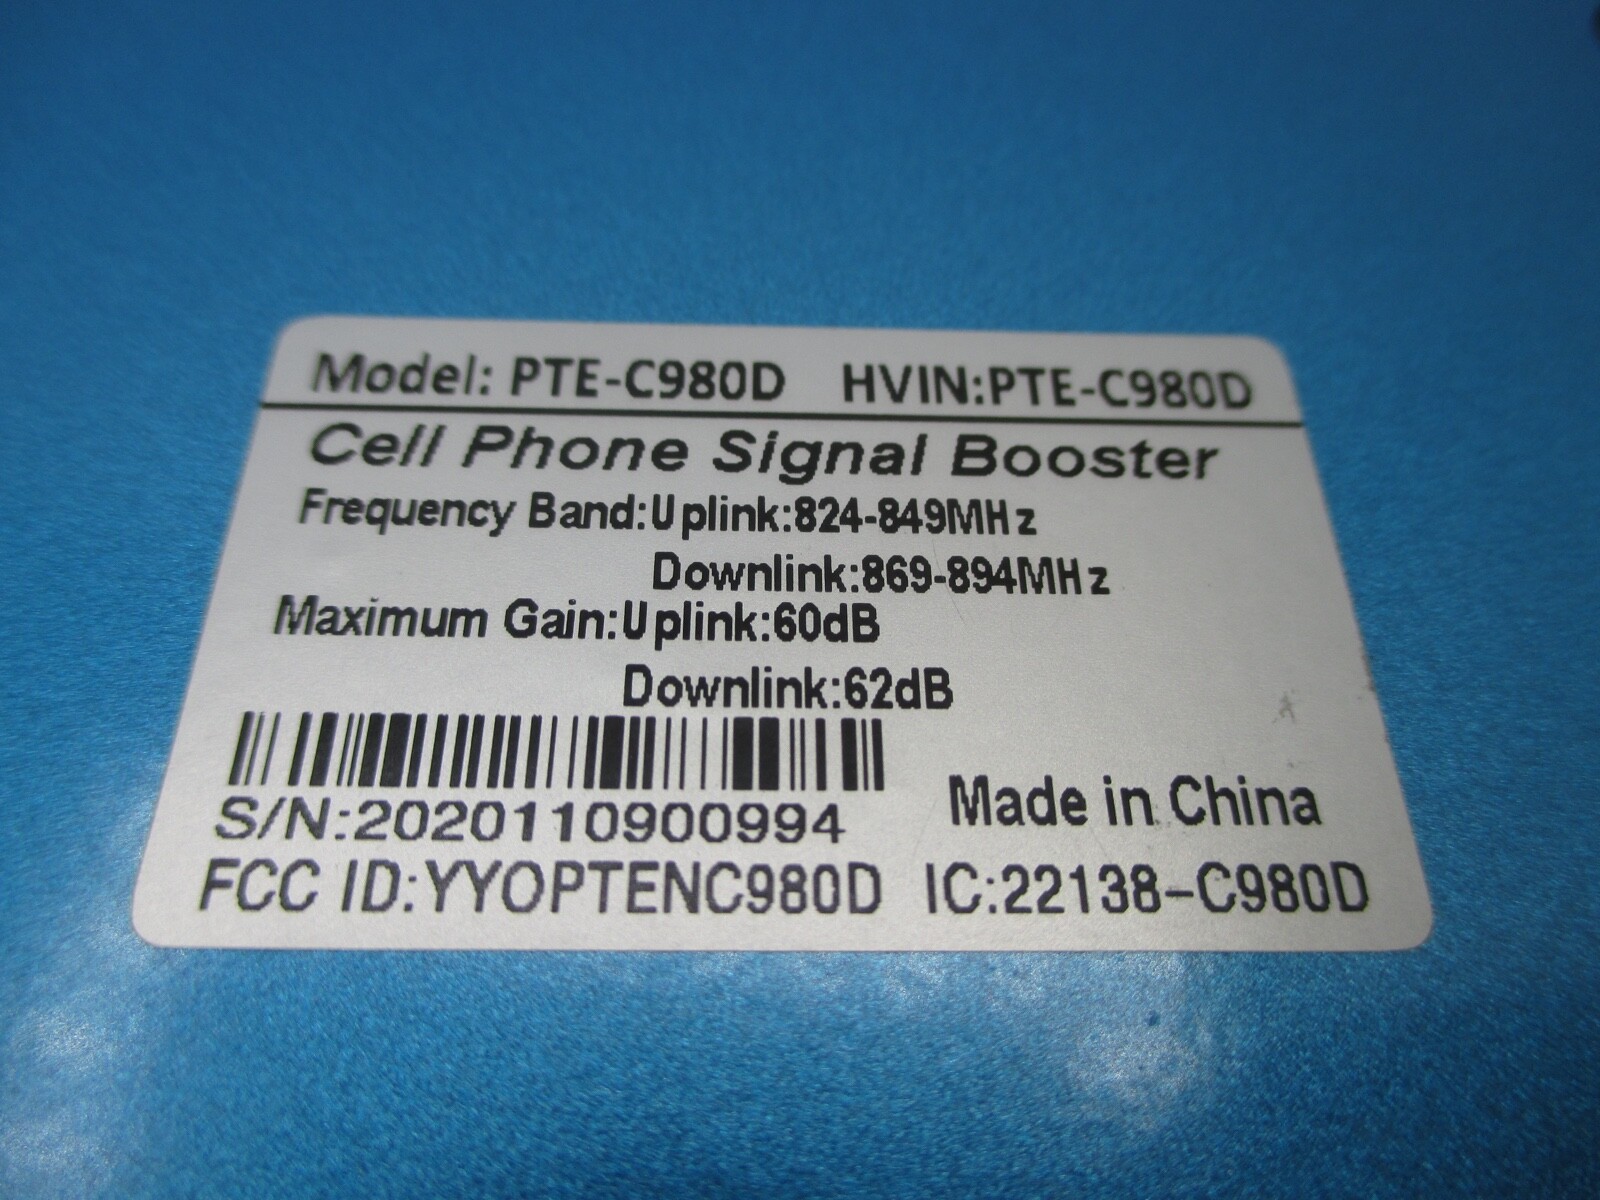 Model: PTE-C980D HVIN:PTE-C980D
Cell Phone Signal Booster
Frequency Band:Uplink:824-849MHz
Downlink:869-894MHz
Maximum Gain:Uplink:60dB
Downlink:62dB
S/N:2020110900994
Made in China
FCC ID:YYOPTENC980D IC:22138-C980D